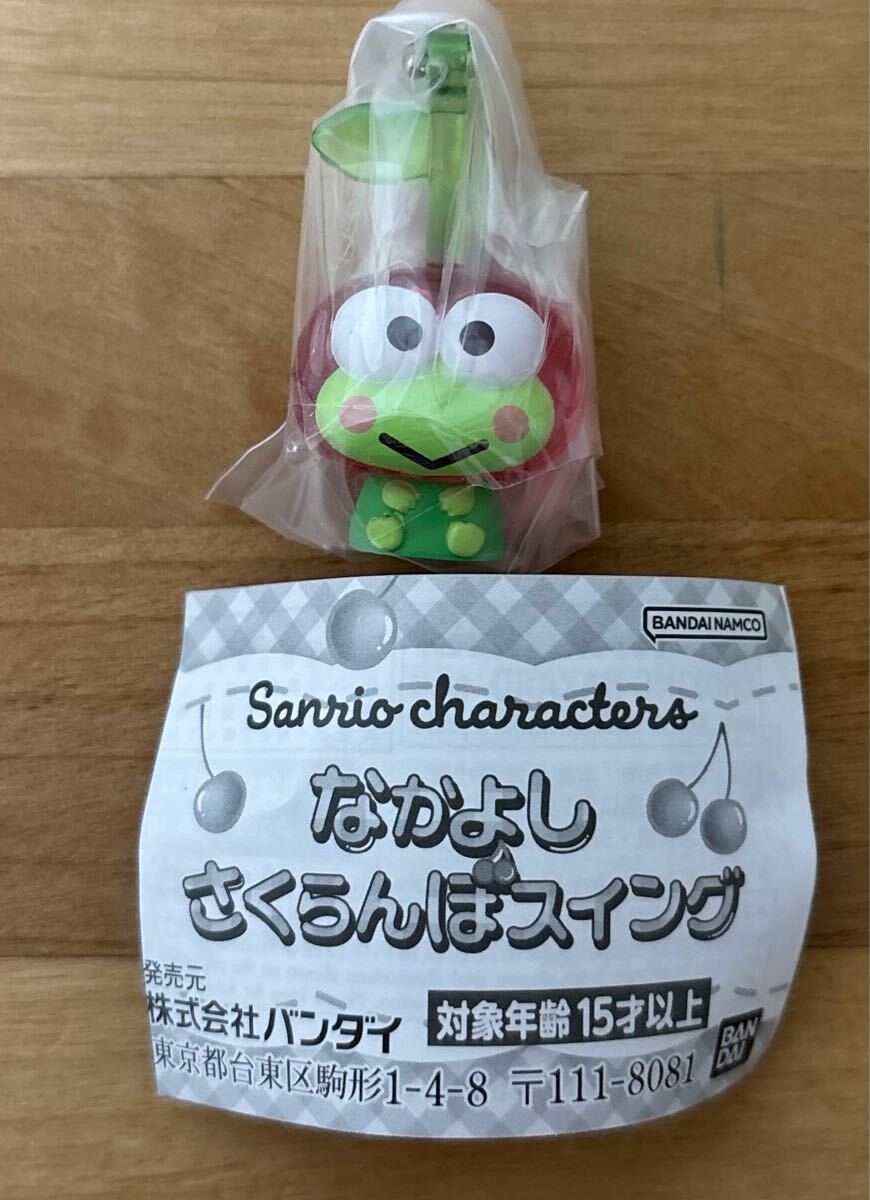 BANDAI NAMCO
Sanrio characters
なかよし
さくらんぼスイング
発売元
株式会社バンダイ
対象年齢15才以上
BAN
DAI
東京都台東区駒形1-4-8 〒111-8081